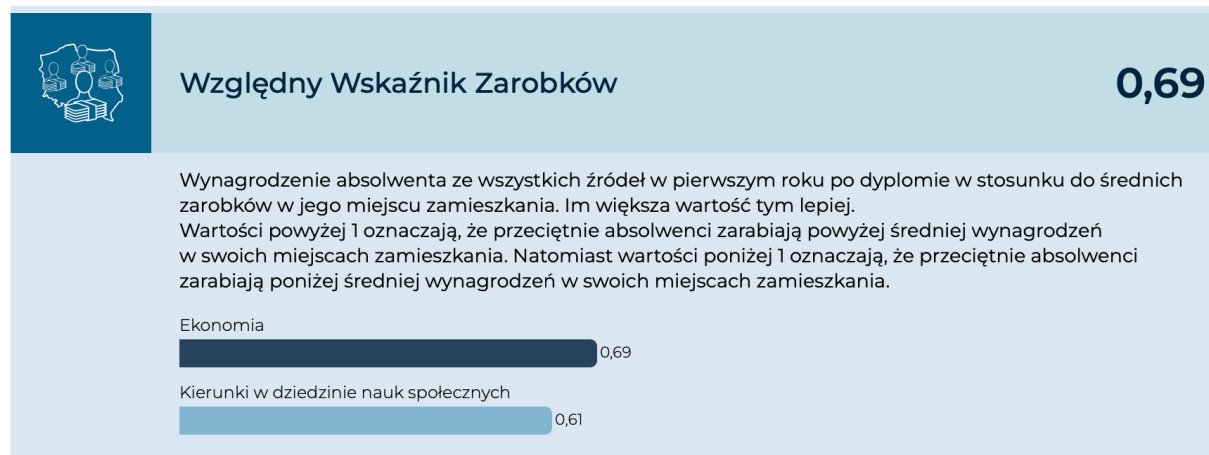 Względny Wskaźnik Zarobków
0,69
Wynagrodzenie absolwenta ze wszystkich źródeł w pierwszym roku po dyplomie w stosunku do średnich
zarobków w jego miejscu zamieszkania. Im większa wartość tym lepiej.
Wartości powyżej 1 oznaczają, że przeciętnie absolwenci zarabiają powyżej średniej wynagrodzeń
w swoich miejscach zamieszkania. Natomiast wartości poniżej 1 oznaczają, że przeciętnie absolwenci
zarabiają poniżej średniej wynagrodzeń w swoich miejscach zamieszkania.
Ekonomia
0,69
Kierunki w dziedzinie nauk społecznych
0,61